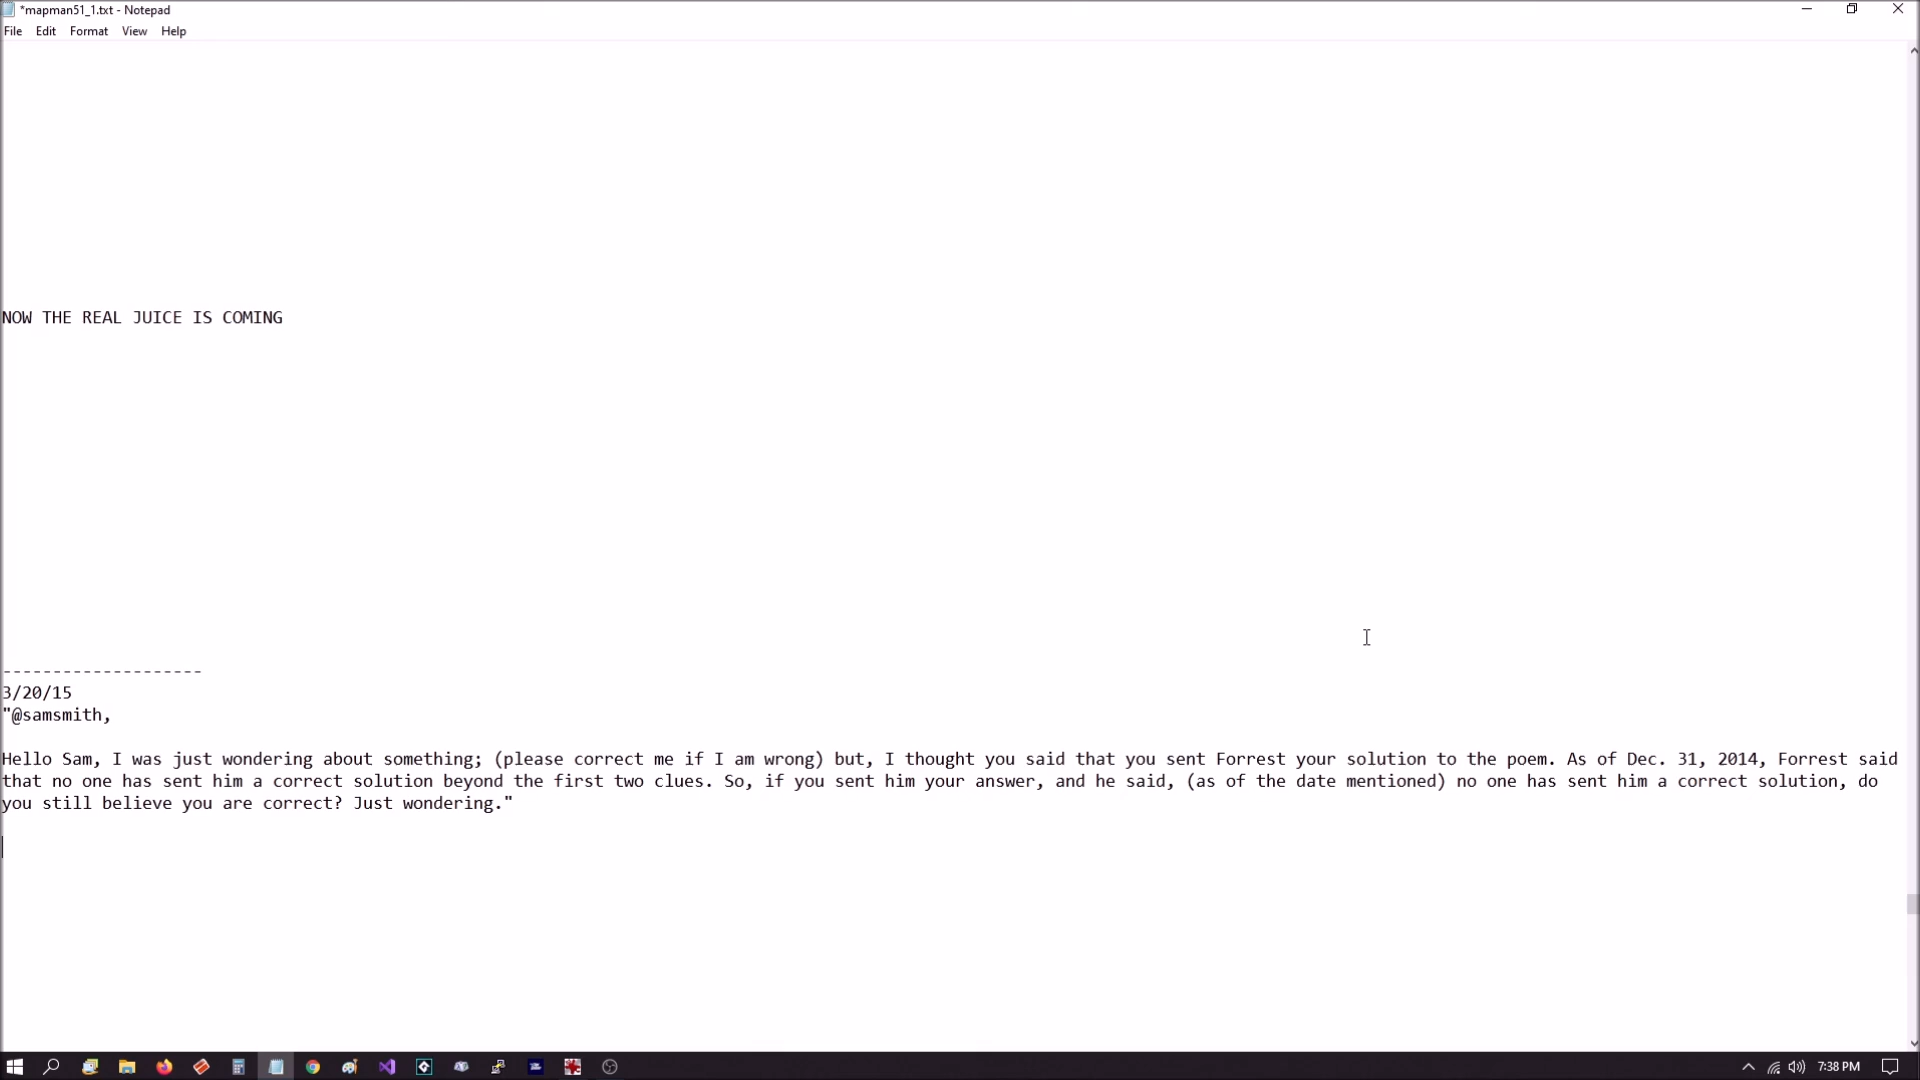 *mapman51_1.txt - Notepad
File Edit Format View Help
NOW THE REAL JUICE IS COMING
--------------------
3/20/15
"@samsmith,
Hello Sam, I was just wondering about something; (please correct me if I am wrong) but, I thought you said that you sent Forrest your solution to the poem. As of Dec. 31, 2014, Forrest said
that no one has sent him a correct solution beyond the first two clues. So, if you sent him your answer, and he said, (as of the date mentioned) no one has sent him a correct solution, do
you still believe you are correct? Just wondering."
7:38 PM